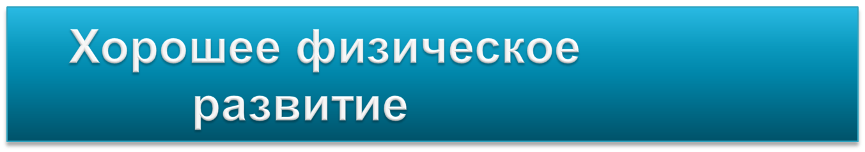 Хорошее физическое
развитие